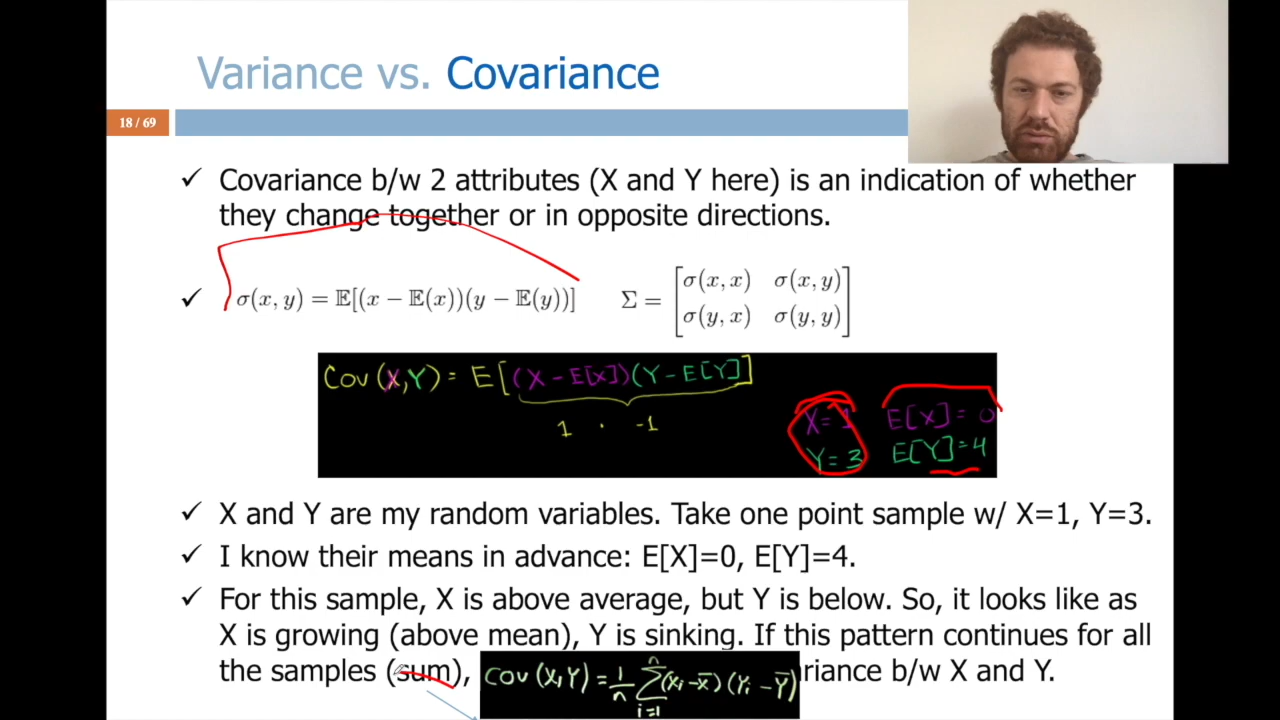 Variance vs. Covariance
18 / 69
✓ Covariance b/w 2 attributes (X and Y here) is an indication of whether
they change together or in opposite directions.
✓ σ(x, y) = 𝔼[(x − 𝔼(x))(y − 𝔼(y))] Σ = [σ(x, x) σ(x, y)
σ(y, x) σ(y, y)]
Cov (X,Y) = E[(X-E[X])(Y-E[Y])]
1 · -1
X=1 E[X]=0
Y=3 E[Y]=4
✓ X and Y are my random variables. Take one point sample w/ X=1, Y=3.
✓ I know their means in advance: E[X]=0, E[Y]=4.
✓ For this sample, X is above average, but Y is below. So, it looks like as
X is growing (above mean), Y is sinking. If this pattern continues for all
the samples (sum), riance b/w X and Y.
Cov (X,Y) = 1/n n∑i=1 (Xi-X̄)(Yi-Ȳ)